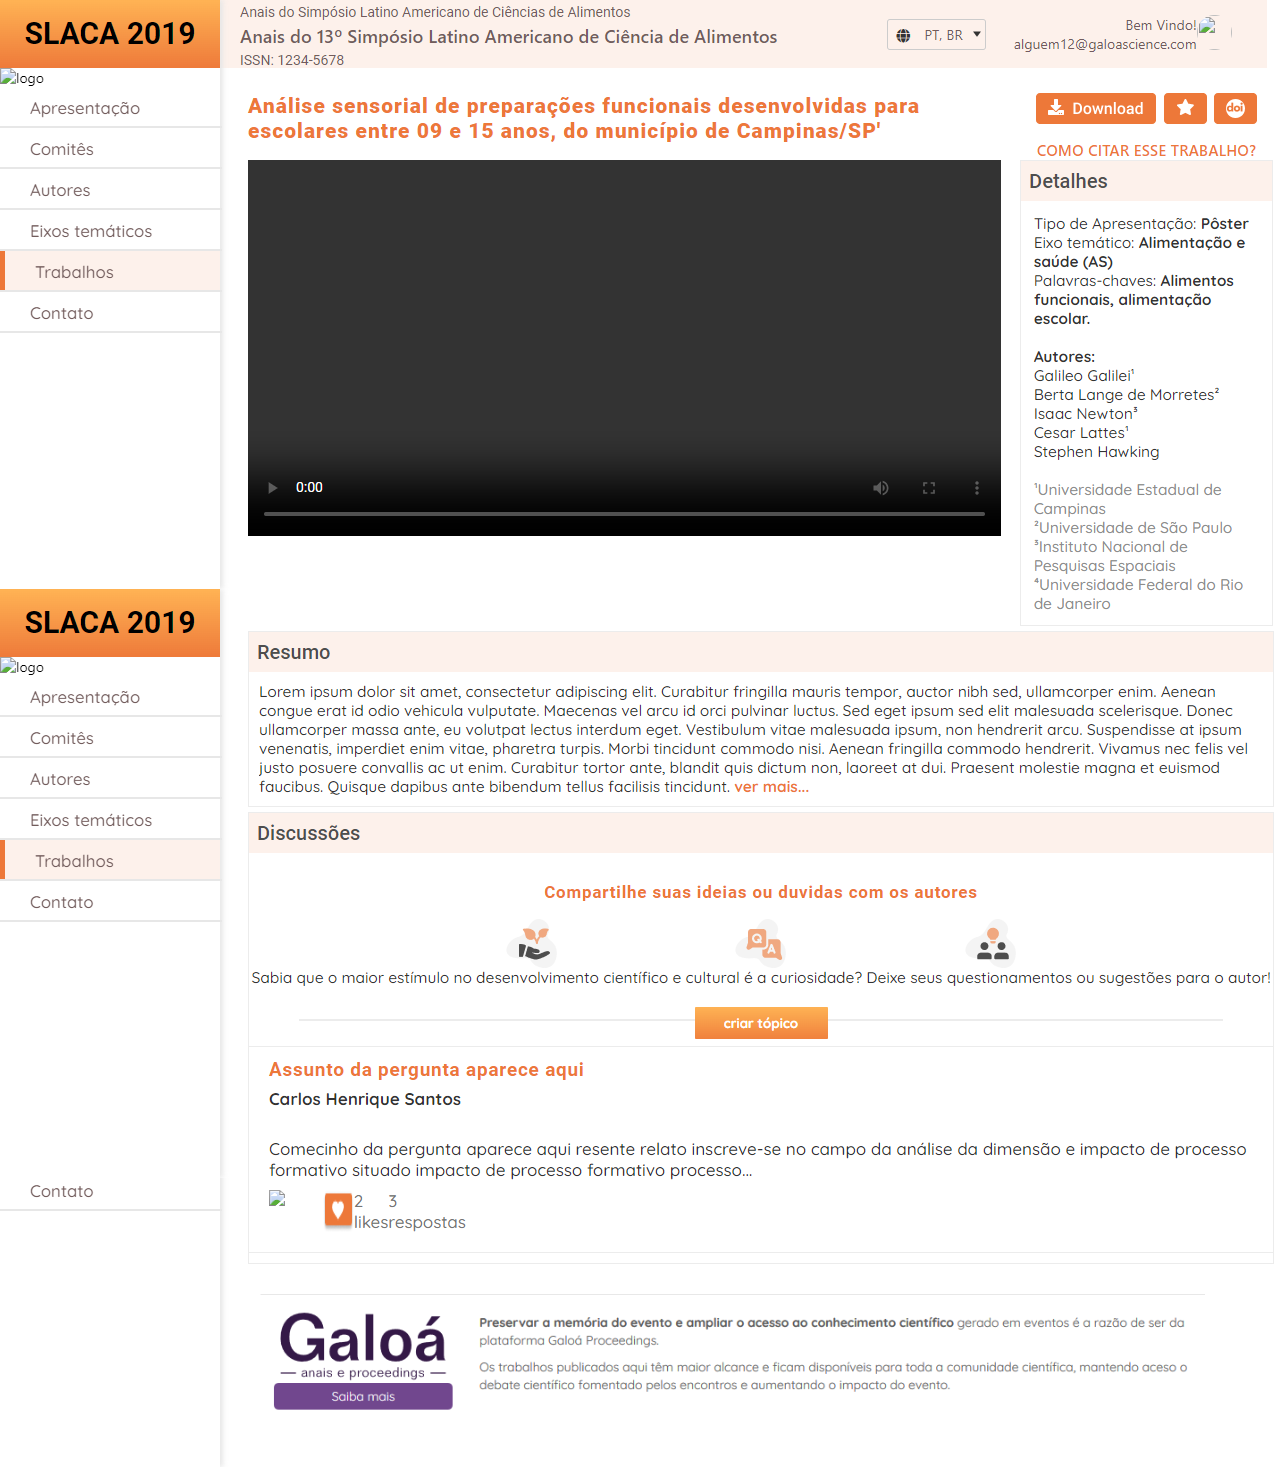 SLACA 2019
logo
Apresentação
Comitês
Autores
Eixos temáticos
Trabalhos
Contato
Anais do Simpósio Latino Americano de Ciências de Alimentos
Anais do 13º Simpósio Latino Americano de Ciência de Alimentos
ISSN: 1234-5678
PT, BR
Bem Vindo!
alguem12@galoascience.com
Análise sensorial de preparações funcionais desenvolvidas para
escolares entre 09 e 15 anos, do município de Campinas/SP'
Download
doi
COMO CITAR ESSE TRABALHO?
0:00
Detalhes
Tipo de Apresentação: Pôster
Eixo temático: Alimentação e
saúde (AS)
Palavras-chaves: Alimentos
funcionais, alimentação
escolar.
Autores:
Galileo Galilei¹
Berta Lange de Morretes²
Isaac Newton³
Cesar Lattes¹
Stephen Hawking
¹Universidade Estadual de
Campinas
²Universidade de São Paulo
³Instituto Nacional de
Pesquisas Espaciais
⁴Universidade Federal do Rio
de Janeiro
SLACA 2019
logo
Apresentação
Comitês
Autores
Eixos temáticos
Trabalhos
Contato
Resumo
Lorem ipsum dolor sit amet, consectetur adipiscing elit. Curabitur fringilla mauris tempor, auctor nibh sed, ullamcorper enim. Aenean
congue erat id odio vehicula vulputate. Maecenas vel arcu id orci pulvinar luctus. Sed eget ipsum sed elit malesuada scelerisque. Donec
ullamcorper massa ante, eu volutpat lectus interdum eget. Vestibulum vitae malesuada ipsum, non hendrerit arcu. Suspendisse at ipsum
venenatis, imperdiet enim vitae, pharetra turpis. Morbi tincidunt commodo nisi. Aenean fringilla commodo hendrerit. Vivamus nec felis vel
justo posuere convallis ac ut enim. Curabitur tortor ante, blandit quis dictum non, laoreet at dui. Praesent molestie magna et euismod
faucibus. Quisque dapibus ante bibendum tellus facilisis tincidunt. ver mais...
Discussões
Compartilhe suas ideias ou duvidas com os autores
Q
A
Sabia que o maior estímulo no desenvolvimento científico e cultural é a curiosidade? Deixe seus questionamentos ou sugestões para o autor!
criar tópico
Assunto da pergunta aparece aqui
Carlos Henrique Santos
Comecinho da pergunta aparece aqui resente relato inscreve-se no campo da análise da dimensão e impacto de processo
formativo situado impacto de processo formativo processo...
2 3
likesrespostas
Contato
Galoá
anais e proceedings
Saiba mais
Preservar a memória do evento e ampliar o acesso ao conhecimento científico gerado em eventos é a razão de ser da
plataforma Galoá Proceedings.
Os trabalhos publicados aqui têm maior alcance e ficam disponíveis para toda a comunidade científica, mantendo aceso o
debate científico fomentado pelos encontros e aumentando o impacto do evento.